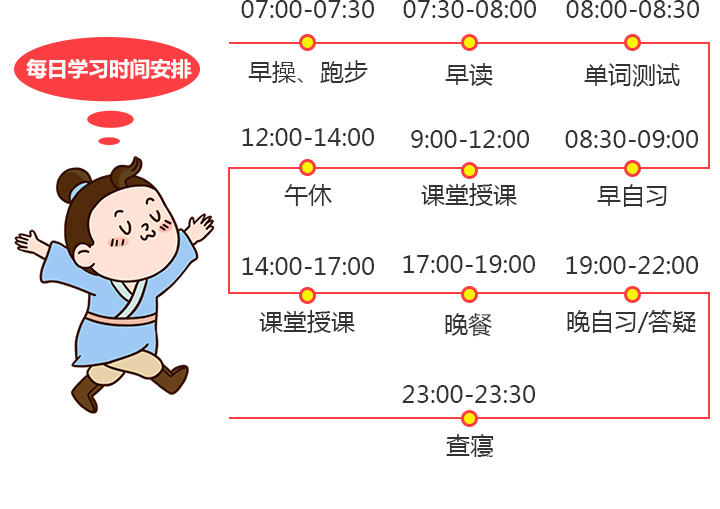 每日学习时间安排
07:00-07:30
07:30-08:00
08:00-08:30
早操、跑步
早读
单词测试
12:00-14:00
9:00-12:00
08:30-09:00
午休
课堂授课
早自习
14:00-17:00
17:00-19:00
19:00-22:00
课堂授课
晚餐
晚自习/答疑
23:00-23:30
查寝